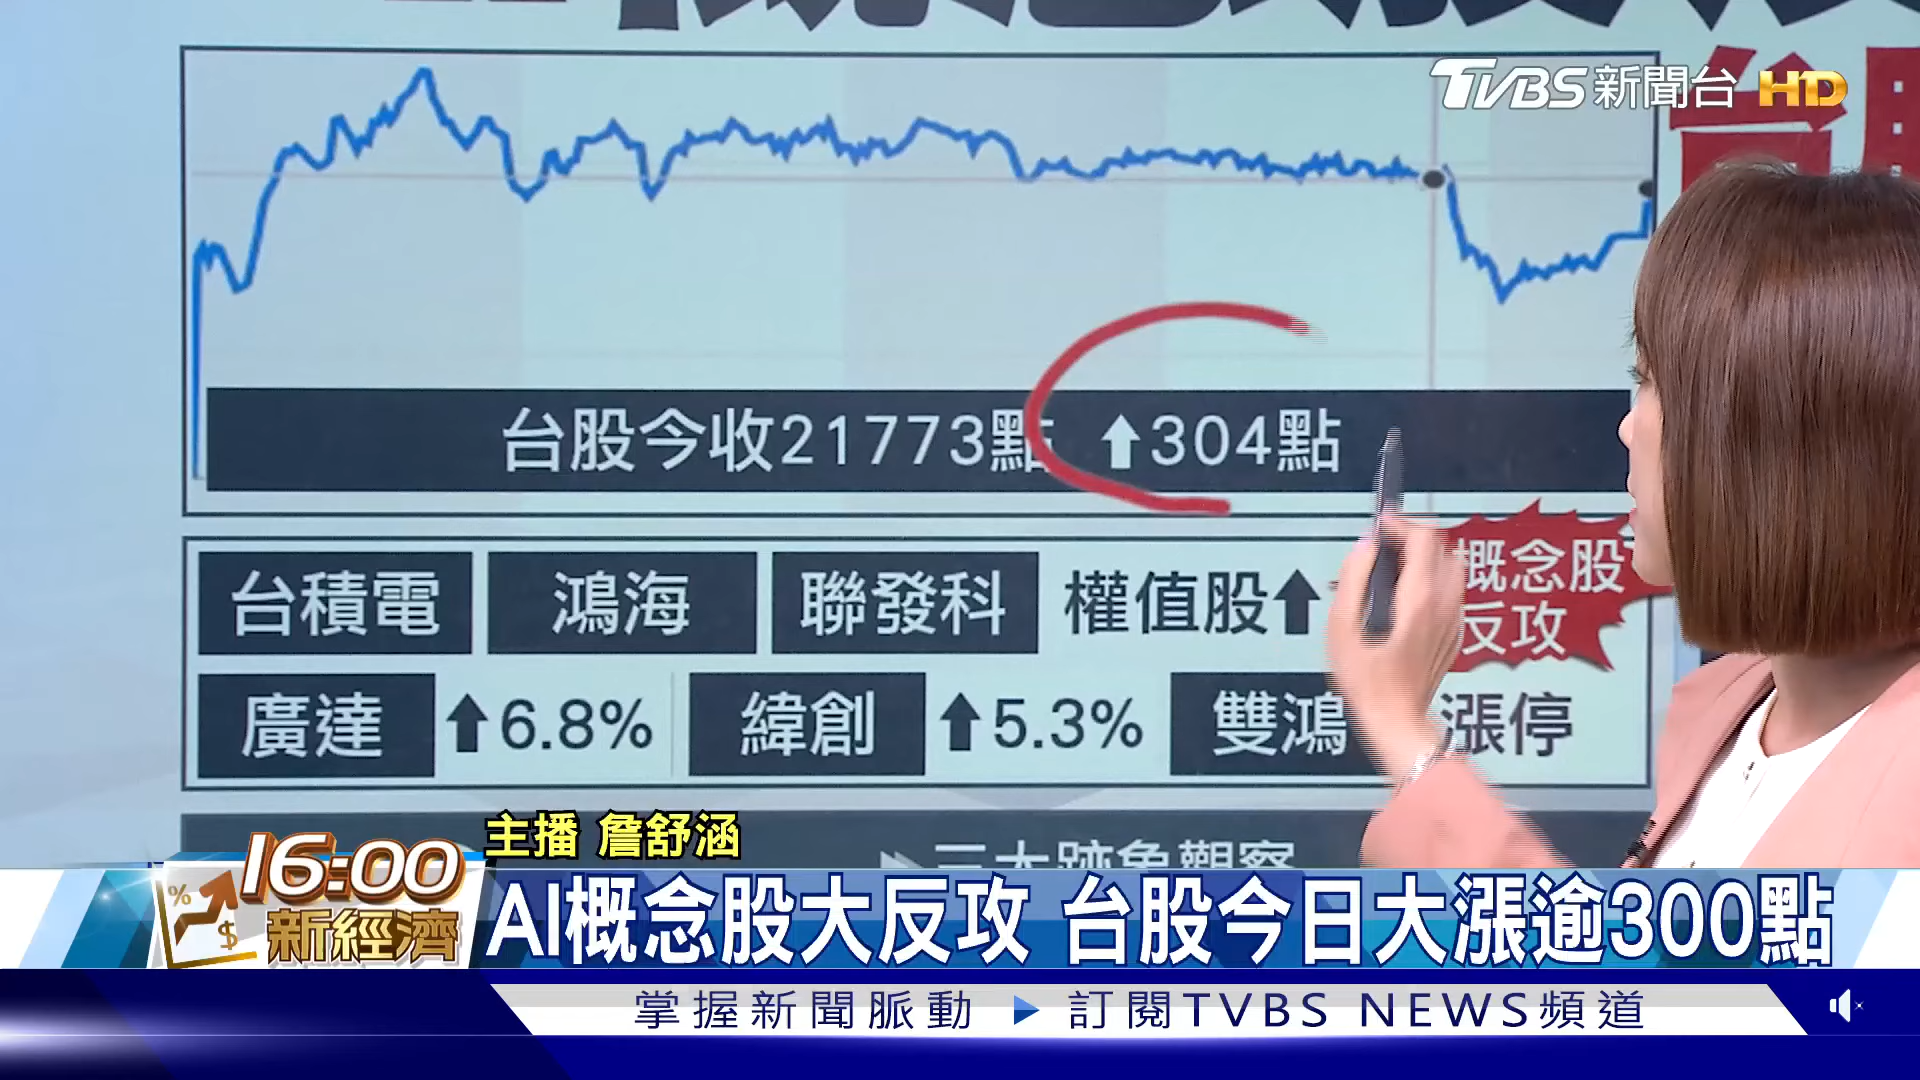 TVBS新聞台 HD
台股今收21773點 ⬆304點
台積電 鴻海 聯發科 權值股⬆
概念股
反攻
廣達 ⬆6.8% 緯創 ⬆5.3% 雙鴻 漲停
主播 詹舒涵
16:00
新經濟
% $
AI概念股大反攻 台股今日大漲逾300點
掌握新聞脈動 ▶ 訂閱TVBS NEWS頻道